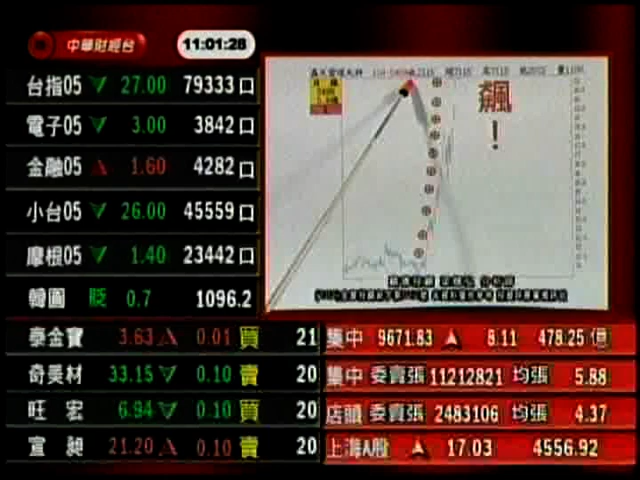 中華財經台
11:01:28
台指05 ▽ 27.00 79333口
電子05 ▽ 3.00 3842口
金融05 △ 1.60 4282口
小台05 ▽ 26.00 45559口
摩根05 ▽ 1.40 23442口
韓圜 貶 0.7 1096.2
飆
!
泰金寶 3.63 △ 0.01 買 21
奇美材 33.15 ▽ 0.10 賣 20
旺宏 6.94 ▽ 0.10 買 20
宣昶 21.20 △ 0.10 賣 20
集中 9671.83 ▲ 8.11 478.25億
集中 委賣張 11212821 均張 5.88
店頭 委賣張 2483106 均張 4.37
上海A股 ▲ 17.03 4556.92